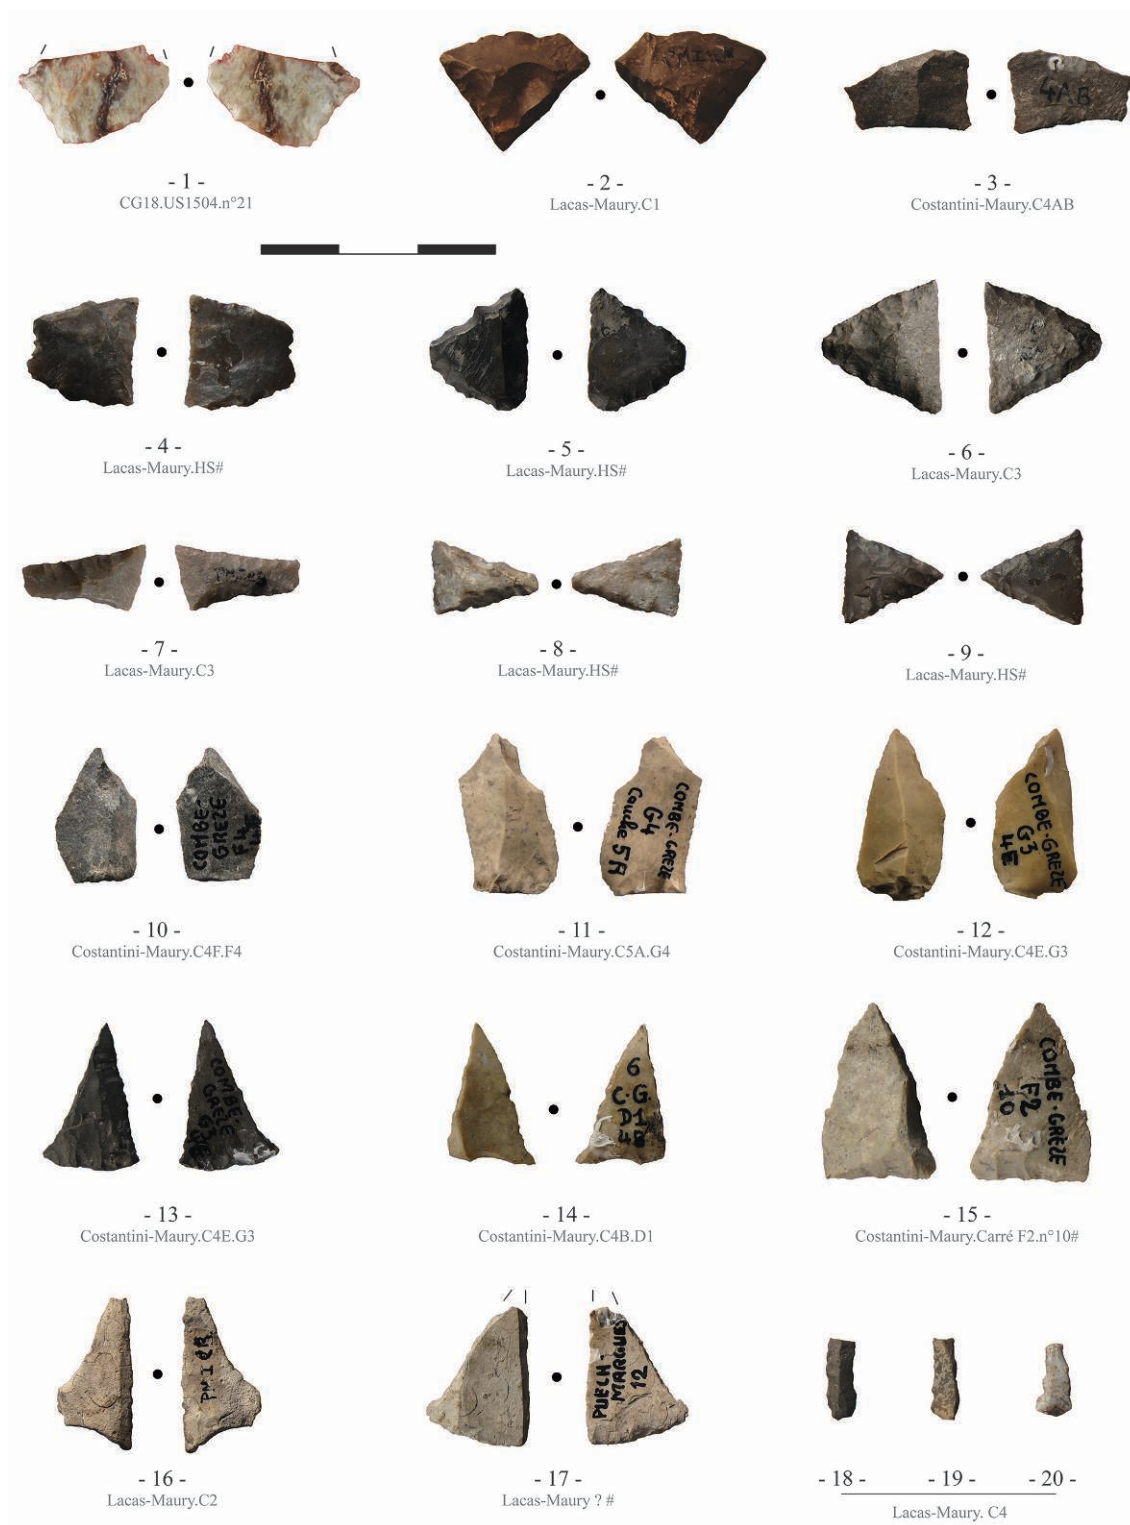 - 1 -
CG18.US1504.n°21
- 2 -
Lacas-Maury.C1
4AB
- 3 -
Costantini-Maury.C4AB
- 4 -
Lacas-Maury.HS#
- 5 -
Lacas-Maury.HS#
- 6 -
Lacas-Maury.C3
- 7 -
Lacas-Maury.C3
- 8 -
Lacas-Maury.HS#
- 9 -
Lacas-Maury.HS#
COMBE-
GREZE
F4
- 10 -
Costantini-Maury.C4F.F4
COMBE-GREZE
G4
Couche 5A
- 11 -
Costantini-Maury.C5A.G4
COMBE-GREZE
G3
4E
- 12 -
Costantini-Maury.C4E.G3
COMBE
GREZE
- 13 -
Costantini-Maury.C4E.G3
6
C.G.
- 14 -
Costantini-Maury.C4B.D1
COMBE-GRÈZE
F2
10
- 15 -
Costantini-Maury.Carré F2.n°10#
- 16 -
Lacas-Maury.C2
PUECH-
MARGUES
12
- 17 -
Lacas-Maury ? #
- 18 - - 19 - - 20 -
Lacas-Maury. C4